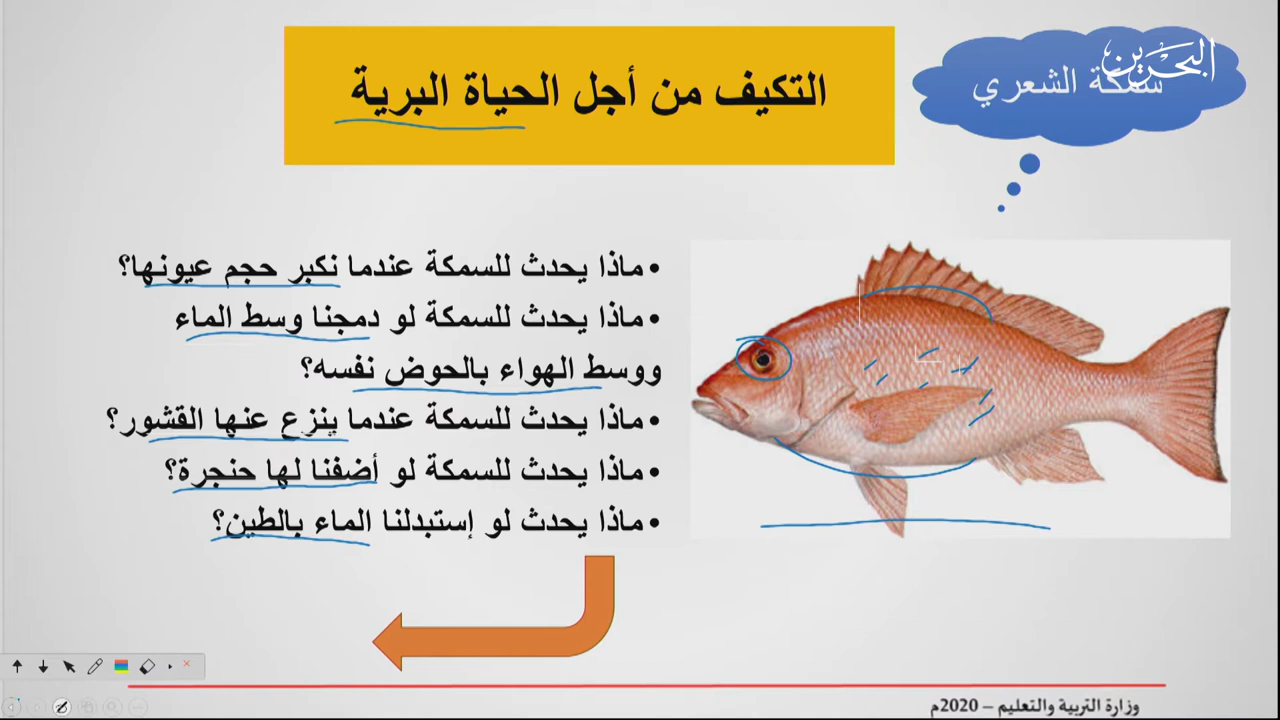 البحرين
سمكة الشعري
التكيف من أجل الحياة البرية
• ماذا يحدث للسمكة عندما نكبر حجم عيونها؟
• ماذا يحدث للسمكة لو دمجنا وسط الماء
ووسط الهواء بالحوض نفسه؟
• ماذا يحدث للسمكة عندما ينزع عنها القشور؟
• ماذا يحدث للسمكة لو أضفنا لها حنجرة؟
• ماذا يحدث لو إستبدلنا الماء بالطين؟
وزارة التربية والتعليم – 2020م